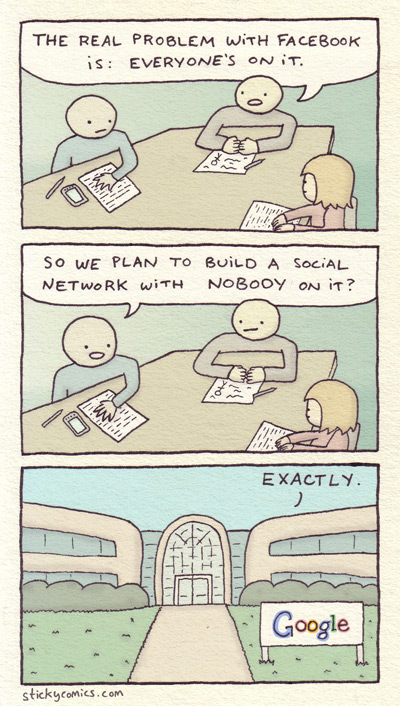 THE REAL PROBLEM WITH FACEBOOK
IS: EVERYONE'S ON IT.
SO WE PLAN TO BUILD A SOCIAL
NETWORK WITH NOBODY ON IT?
EXACTLY.
Google
stickycomics.com